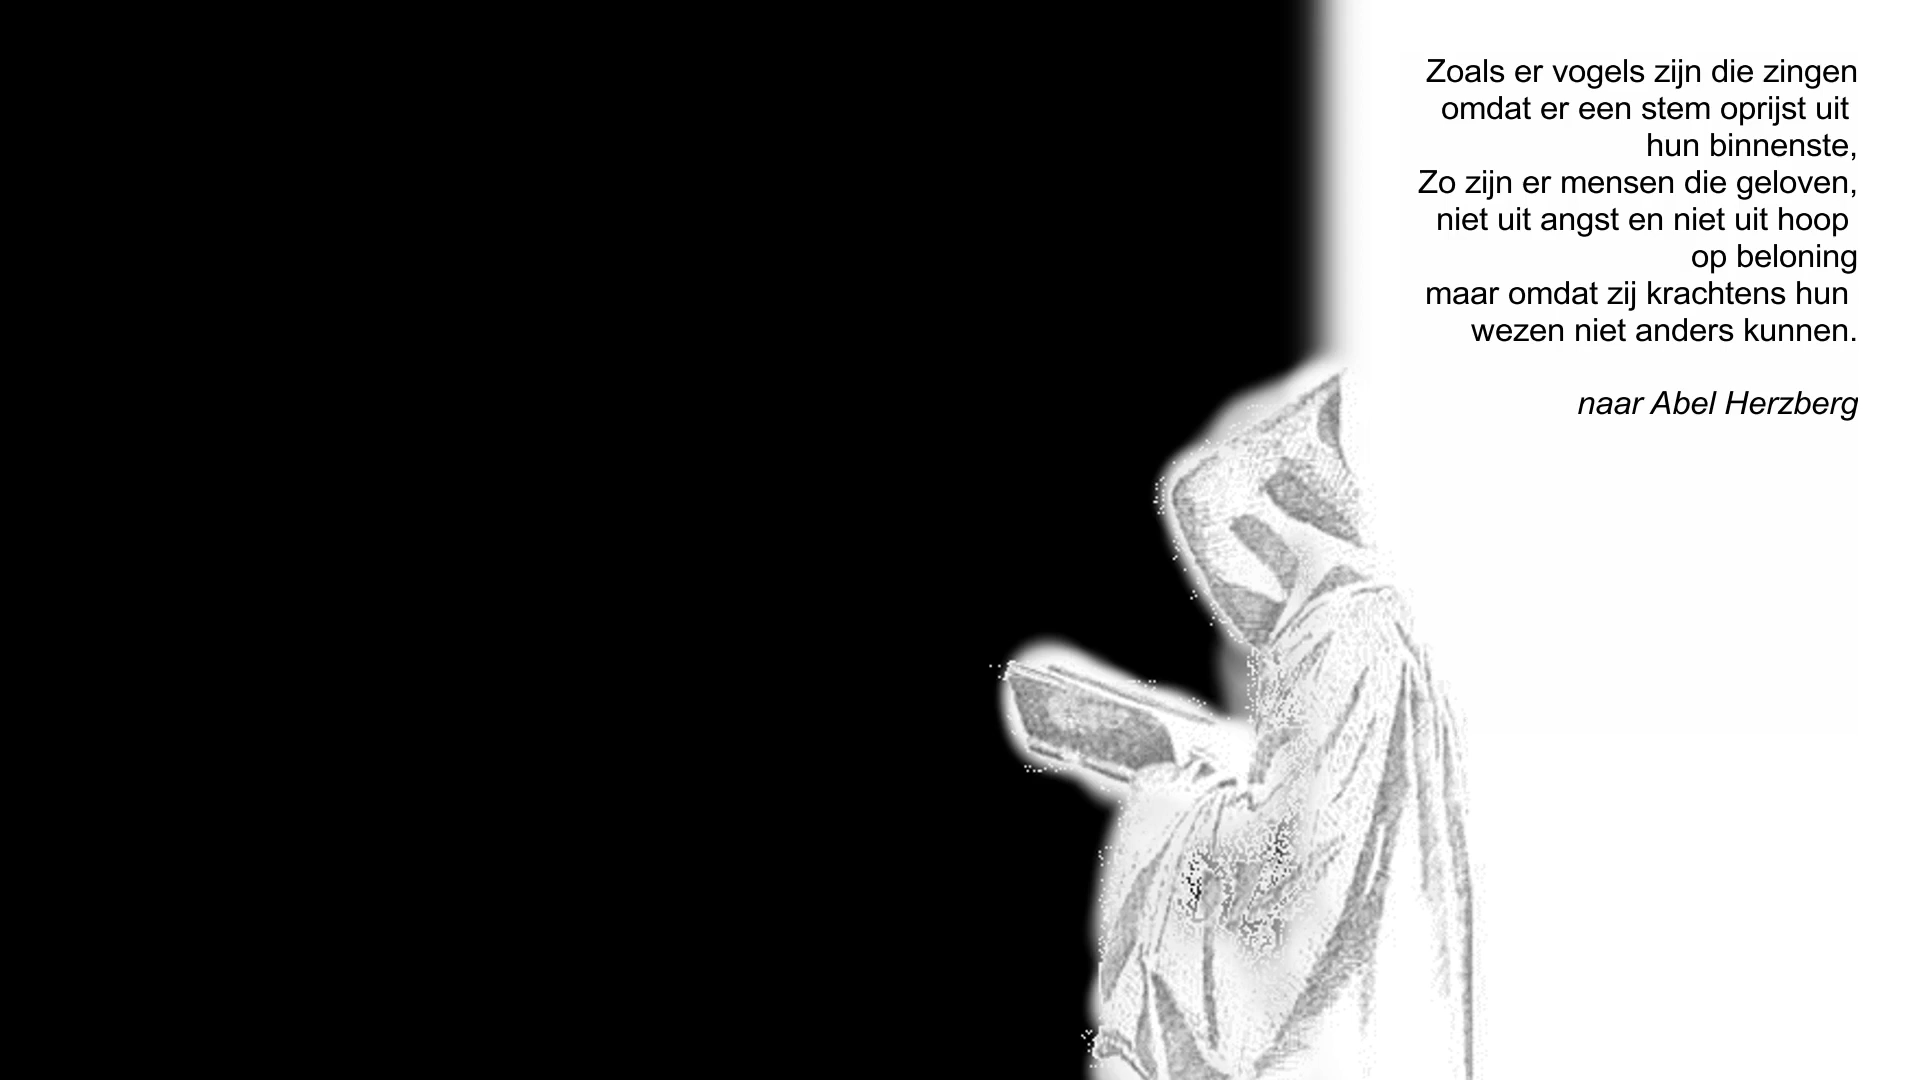 Zoals er vogels zijn die zingen
omdat er een stem oprijst uit
hun binnenste,
Zo zijn er mensen die geloven,
niet uit angst en niet uit hoop
op beloning
maar omdat zij krachtens hun
wezen niet anders kunnen.
naar Abel Herzberg